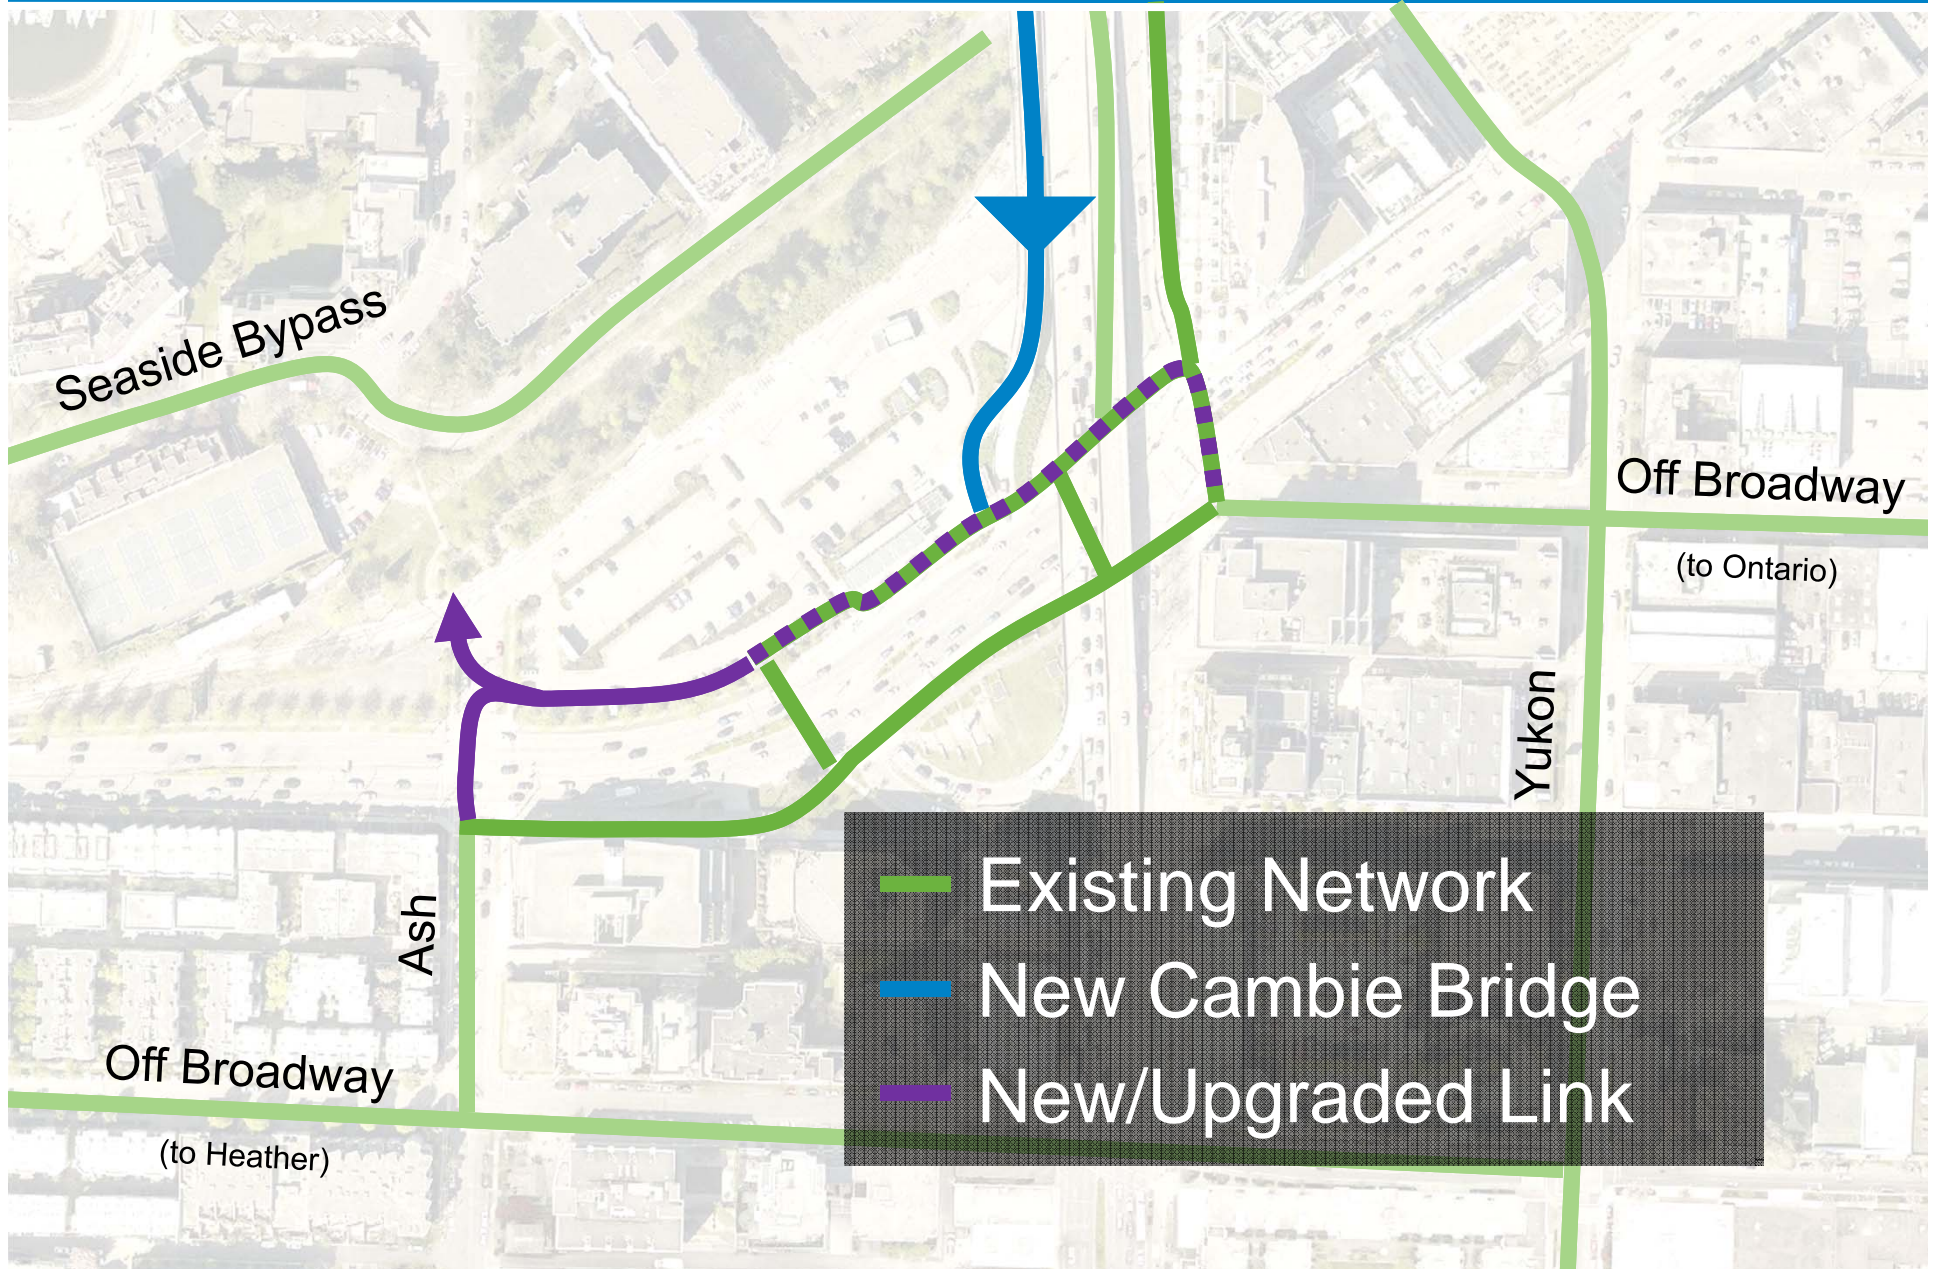 Seaside Bypass
Off Broadway
(to Ontario)
Yukon
Ash
Existing Network
New Cambie Bridge
New/Upgraded Link
Off Broadway
(to Heather)